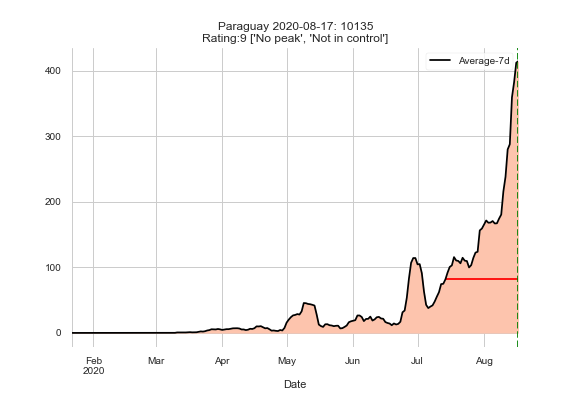 Paraguay 2020-08-17: 10135
Rating:9 ['No peak', 'Not in control']
Average-7d
400
300
200
100
0
Feb Mar Apr May Jun Jul Aug
2020
Date